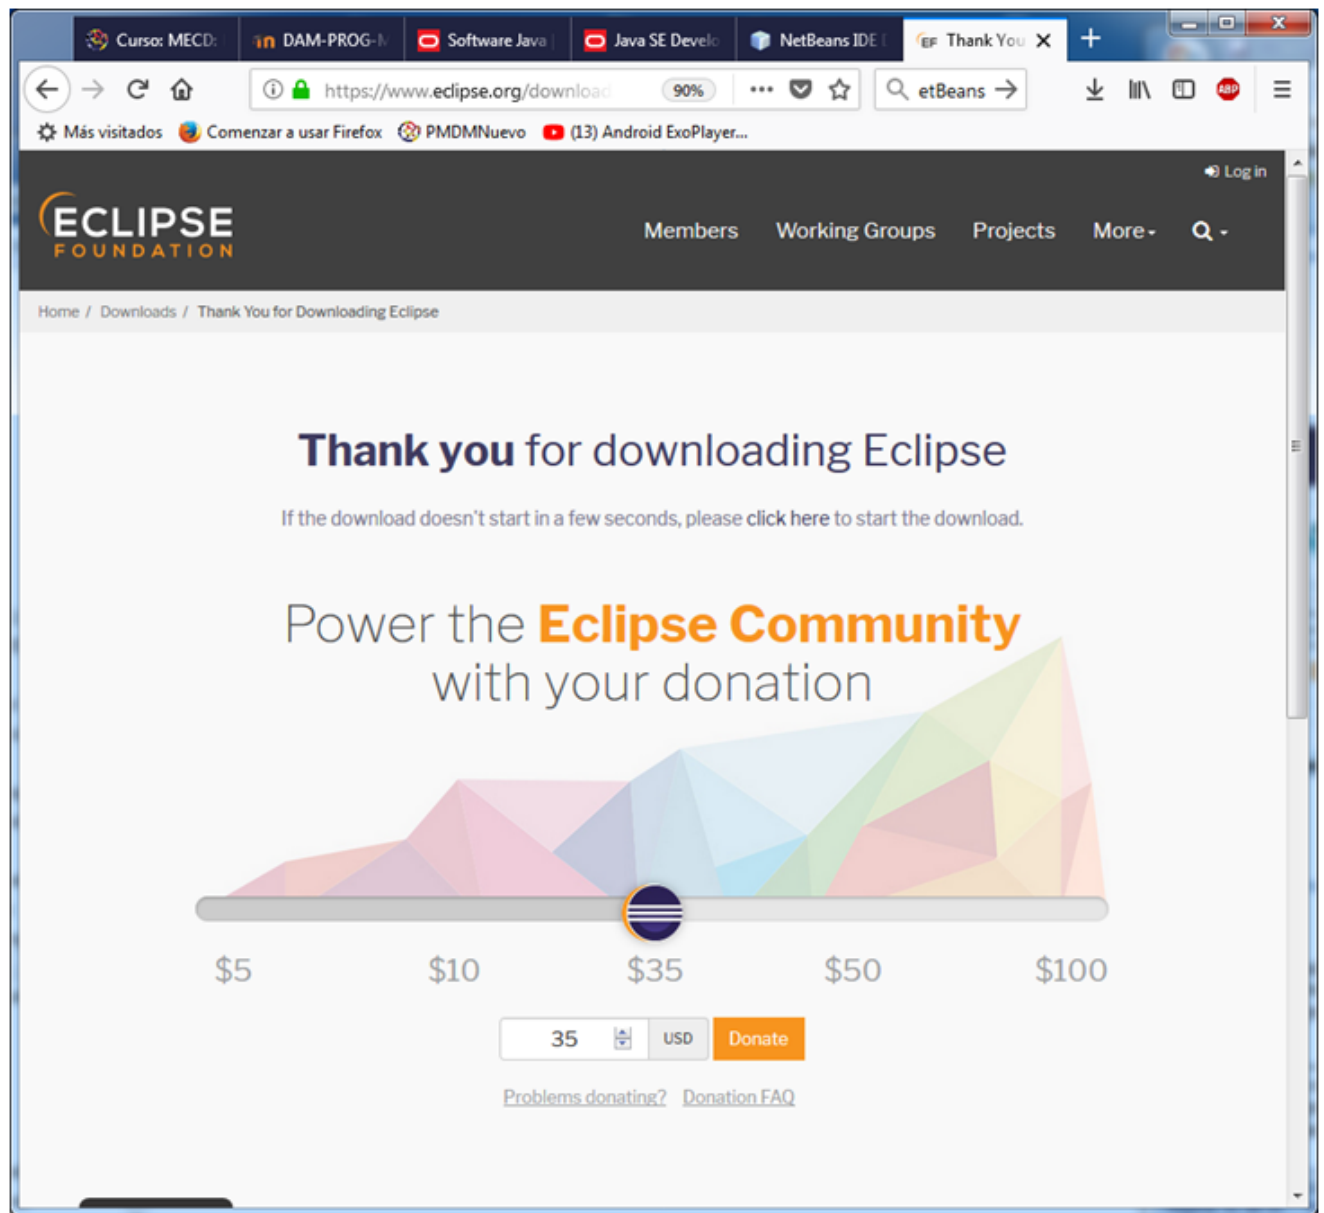 Curso: MECD:
DAM-PROG-M
Software Java |
Java SE Develo
NetBeans IDE
Thank You
https://www.eclipse.org/download
90%
etBeans
ABP
Más visitados
Comenzar a usar Firefox
PMDMNuevo
(13) Android ExoPlayer...
Log in
ECLIPSE
FOUNDATION
Members
Working Groups
Projects
More
Home / Downloads / Thank You for Downloading Eclipse
Thank you for downloading Eclipse
If the download doesn't start in a few seconds, please click here to start the download.
Power the Eclipse Community
with your donation
$5
$10
$35
$50
$100
35
USD
Donate
Problems donating?
Donation FAQ